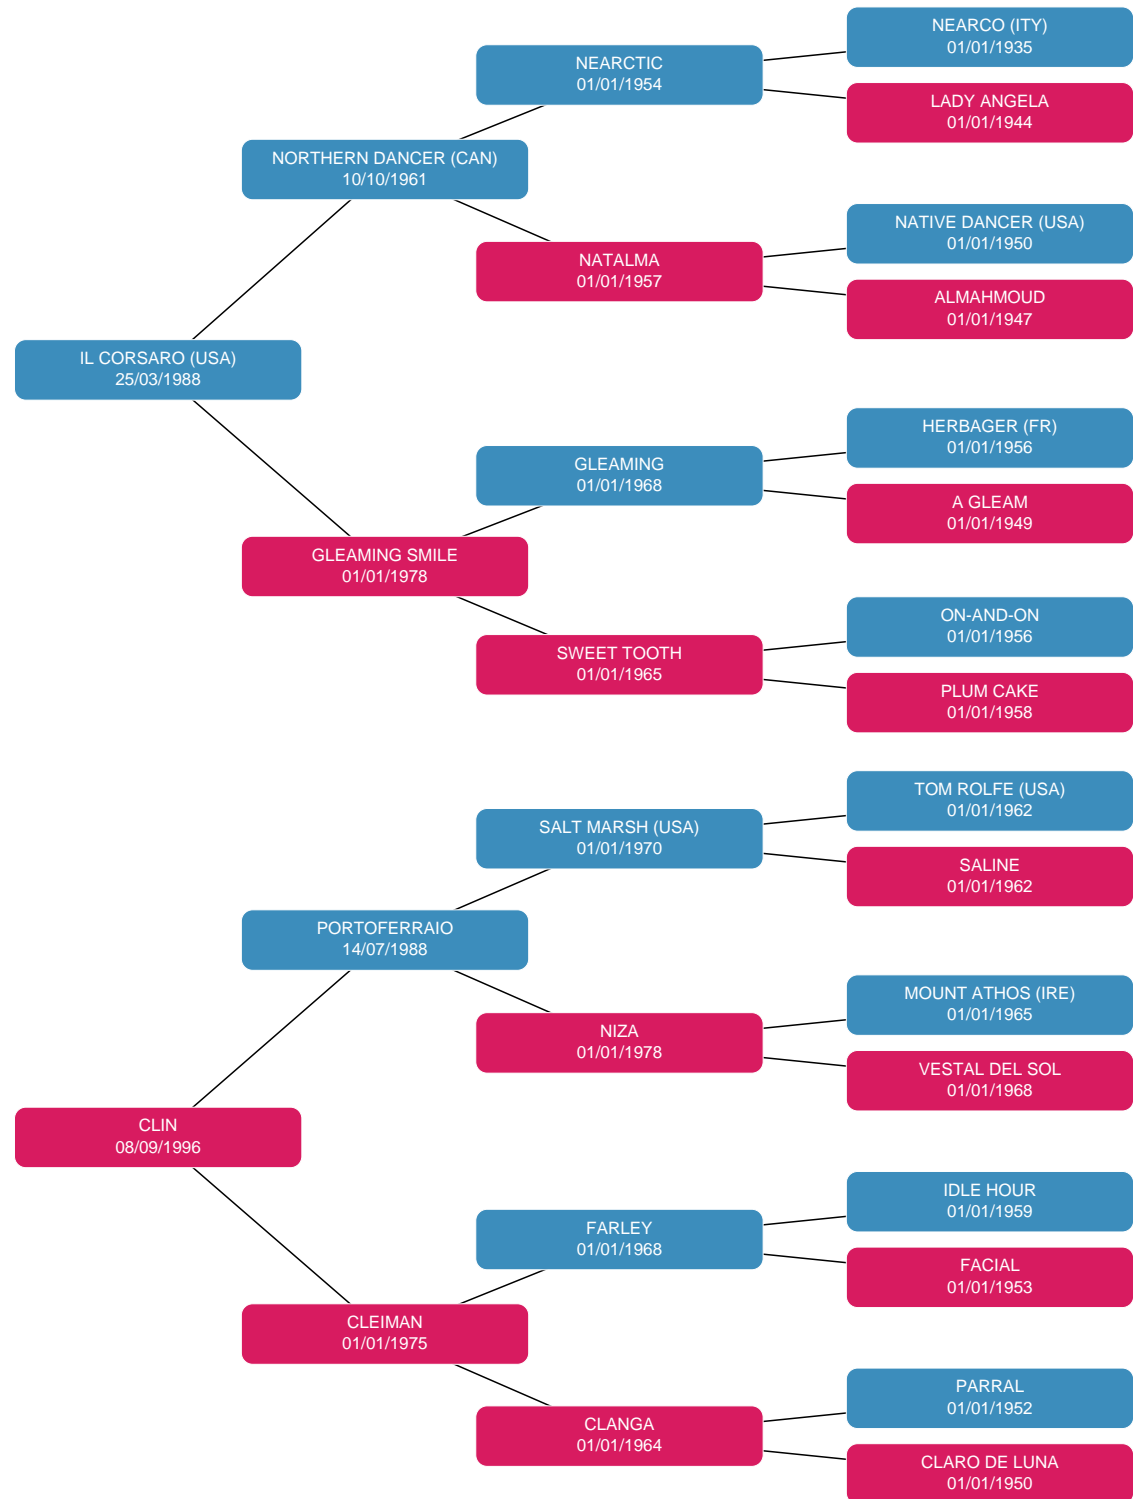 NEARCO (ITY)
01/01/1935
NEARCTIC
01/01/1954
LADY ANGELA
01/01/1944
NORTHERN DANCER (CAN)
10/10/1961
NATIVE DANCER (USA)
01/01/1950
NATALMA
01/01/1957
ALMAHMOUD
01/01/1947
IL CORSARO (USA)
25/03/1988
HERBAGER (FR)
01/01/1956
GLEAMING
01/01/1968
A GLEAM
01/01/1949
GLEAMING SMILE
01/01/1978
ON-AND-ON
01/01/1956
SWEET TOOTH
01/01/1965
PLUM CAKE
01/01/1958
TOM ROLFE (USA)
01/01/1962
SALT MARSH (USA)
01/01/1970
SALINE
01/01/1962
PORTOFERRAIO
14/07/1988
MOUNT ATHOS (IRE)
01/01/1965
NIZA
01/01/1978
VESTAL DEL SOL
01/01/1968
CLIN
08/09/1996
IDLE HOUR
01/01/1959
FARLEY
01/01/1968
FACIAL
01/01/1953
CLEIMAN
01/01/1975
PARRAL
01/01/1952
CLANGA
01/01/1964
CLARO DE LUNA
01/01/1950